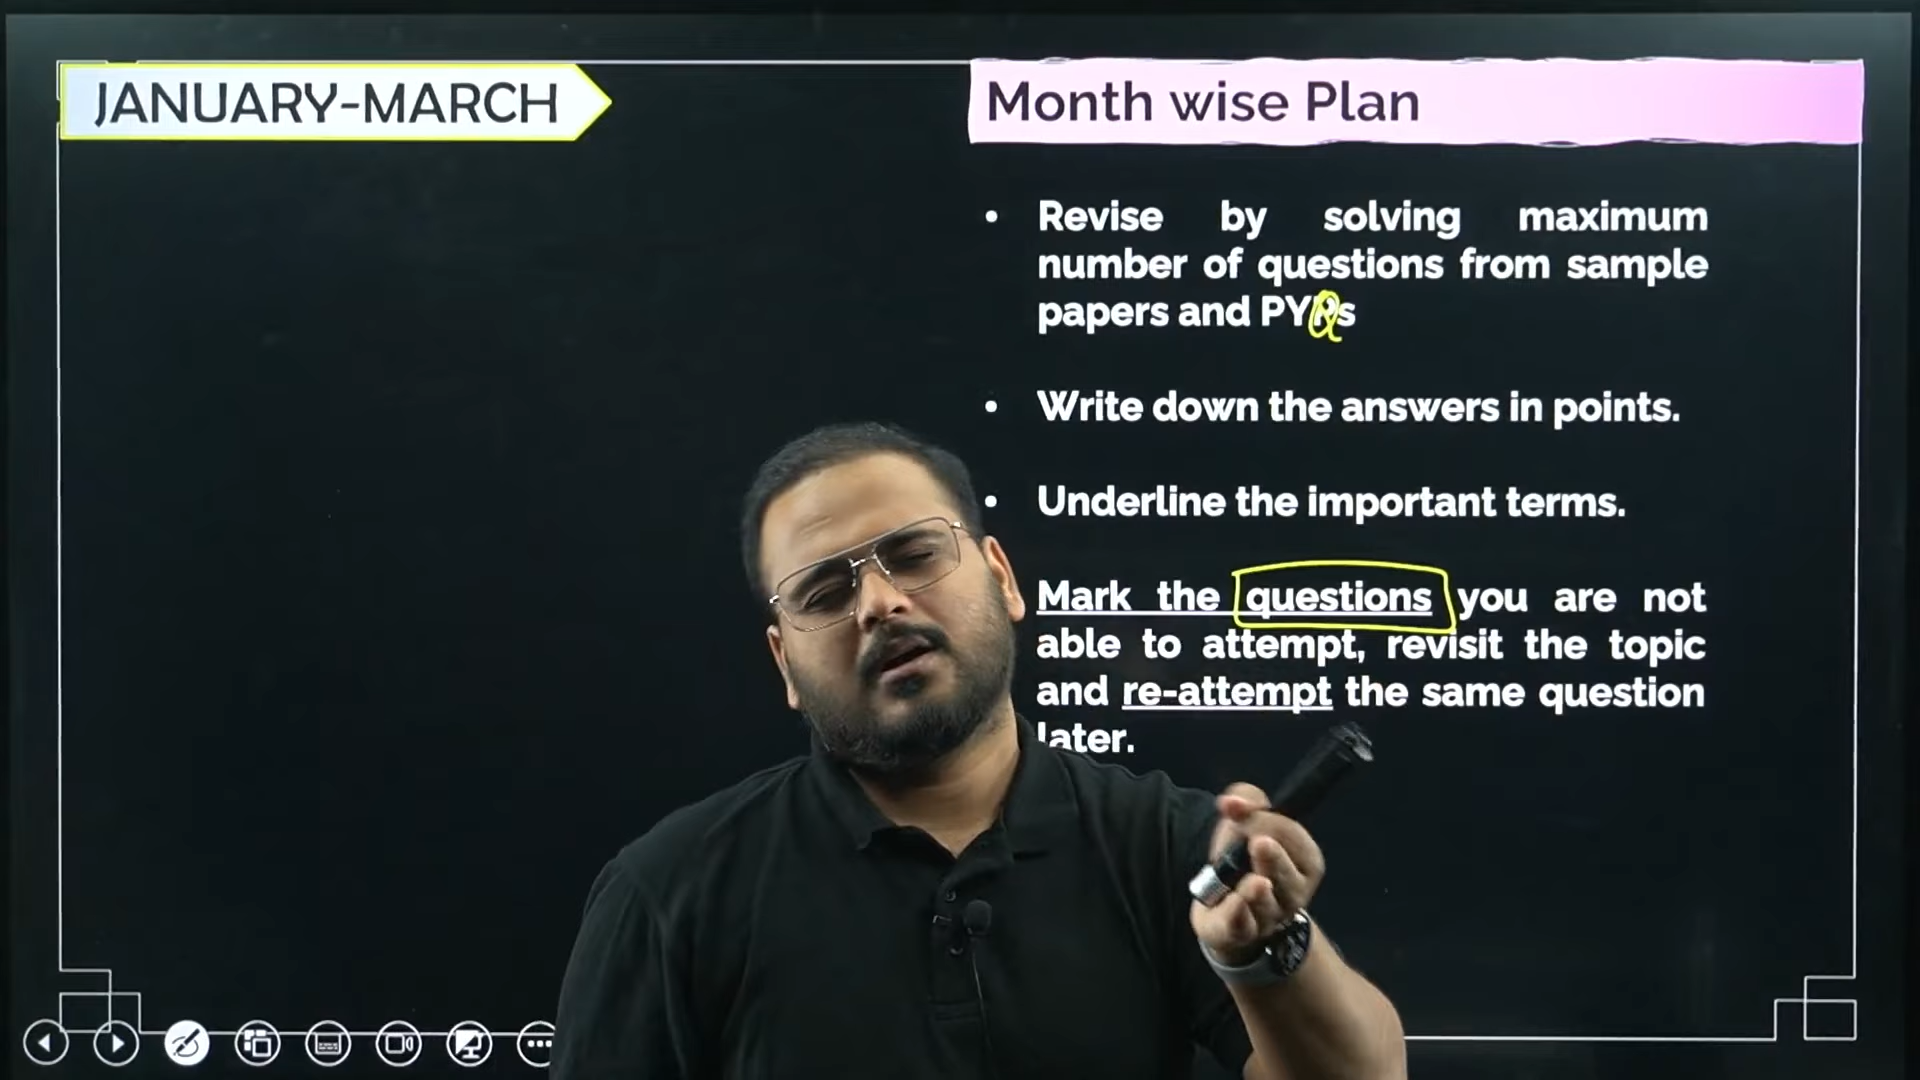 JANUARY-MARCH
Month wise Plan
• Revise by solving maximum
number of questions from sample
papers and PYQs
• Write down the answers in points.
• Underline the important terms.
Mark the questions you are not
able to attempt, revisit the topic
and re-attempt the same question
later.